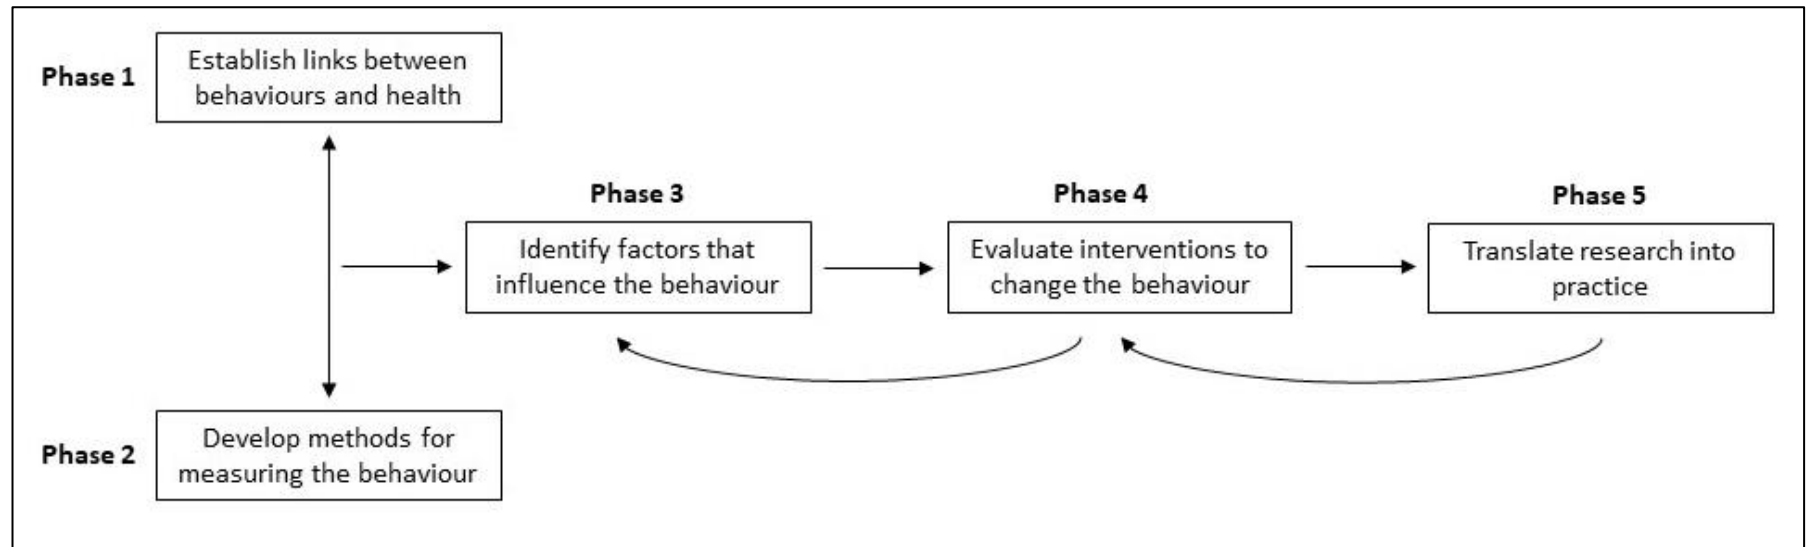 Phase 1
Establish links between
behaviours and health
Phase 3
Identify factors that
influence the behaviour
Phase 4
Evaluate interventions to
change the behaviour
Phase 5
Translate research into
practice
Phase 2
Develop methods for
measuring the behaviour